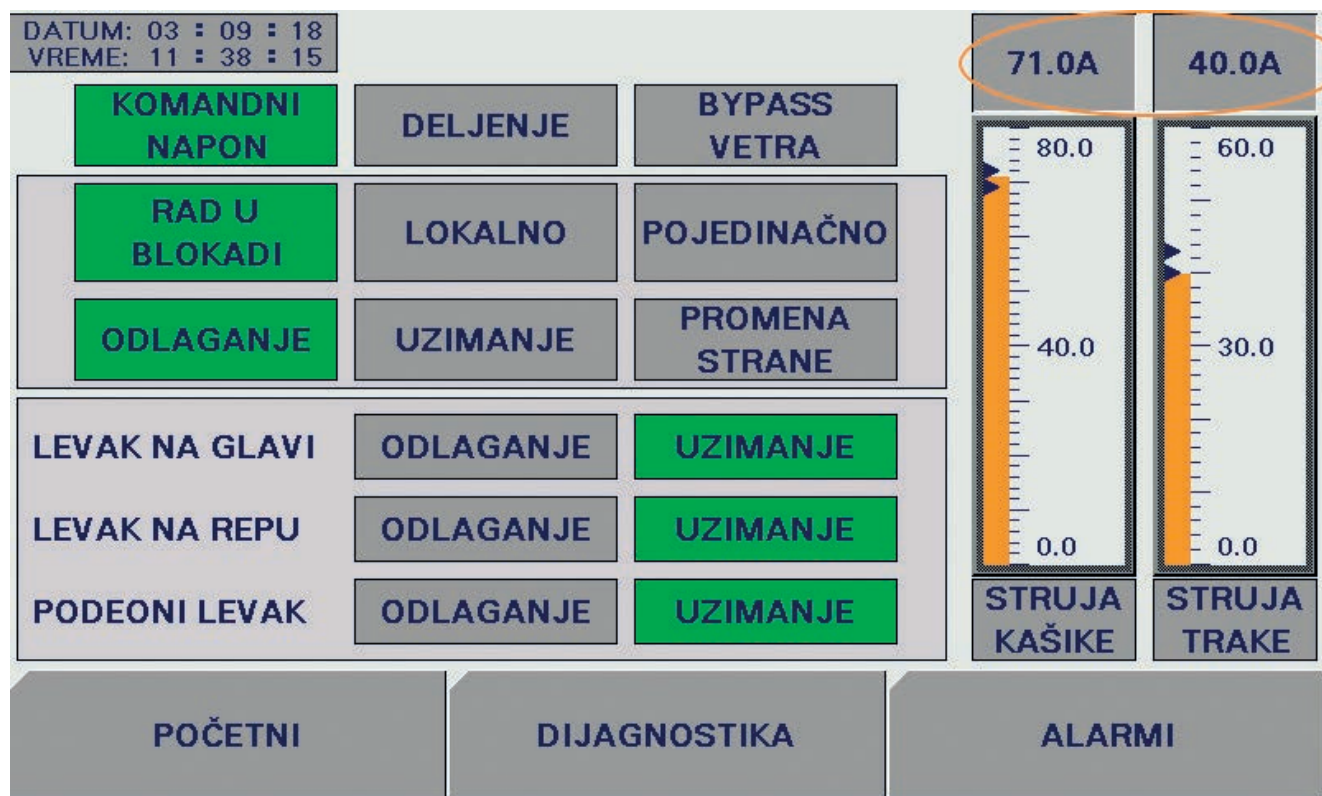 DATUM: 03 : 09 : 18
VREME: 11 : 38 : 15
71.0A
40.0A
KOMANDNI
NAPON
DELJENJE
BYPASS
VETRA
RAD U
BLOKADI
LOKALNO
POJEDINAČNO
ODLAGANJE
UZIMANJE
PROMENA
STRANE
LEVAK NA GLAVI
ODLAGANJE
UZIMANJE
LEVAK NA REPU
ODLAGANJE
UZIMANJE
PODEONI LEVAK
ODLAGANJE
UZIMANJE
80.0
40.0
0.0
STRUJA
KAŠIKE
60.0
30.0
0.0
STRUJA
TRAKE
POČETNI
DIJAGNOSTIKA
ALARMI